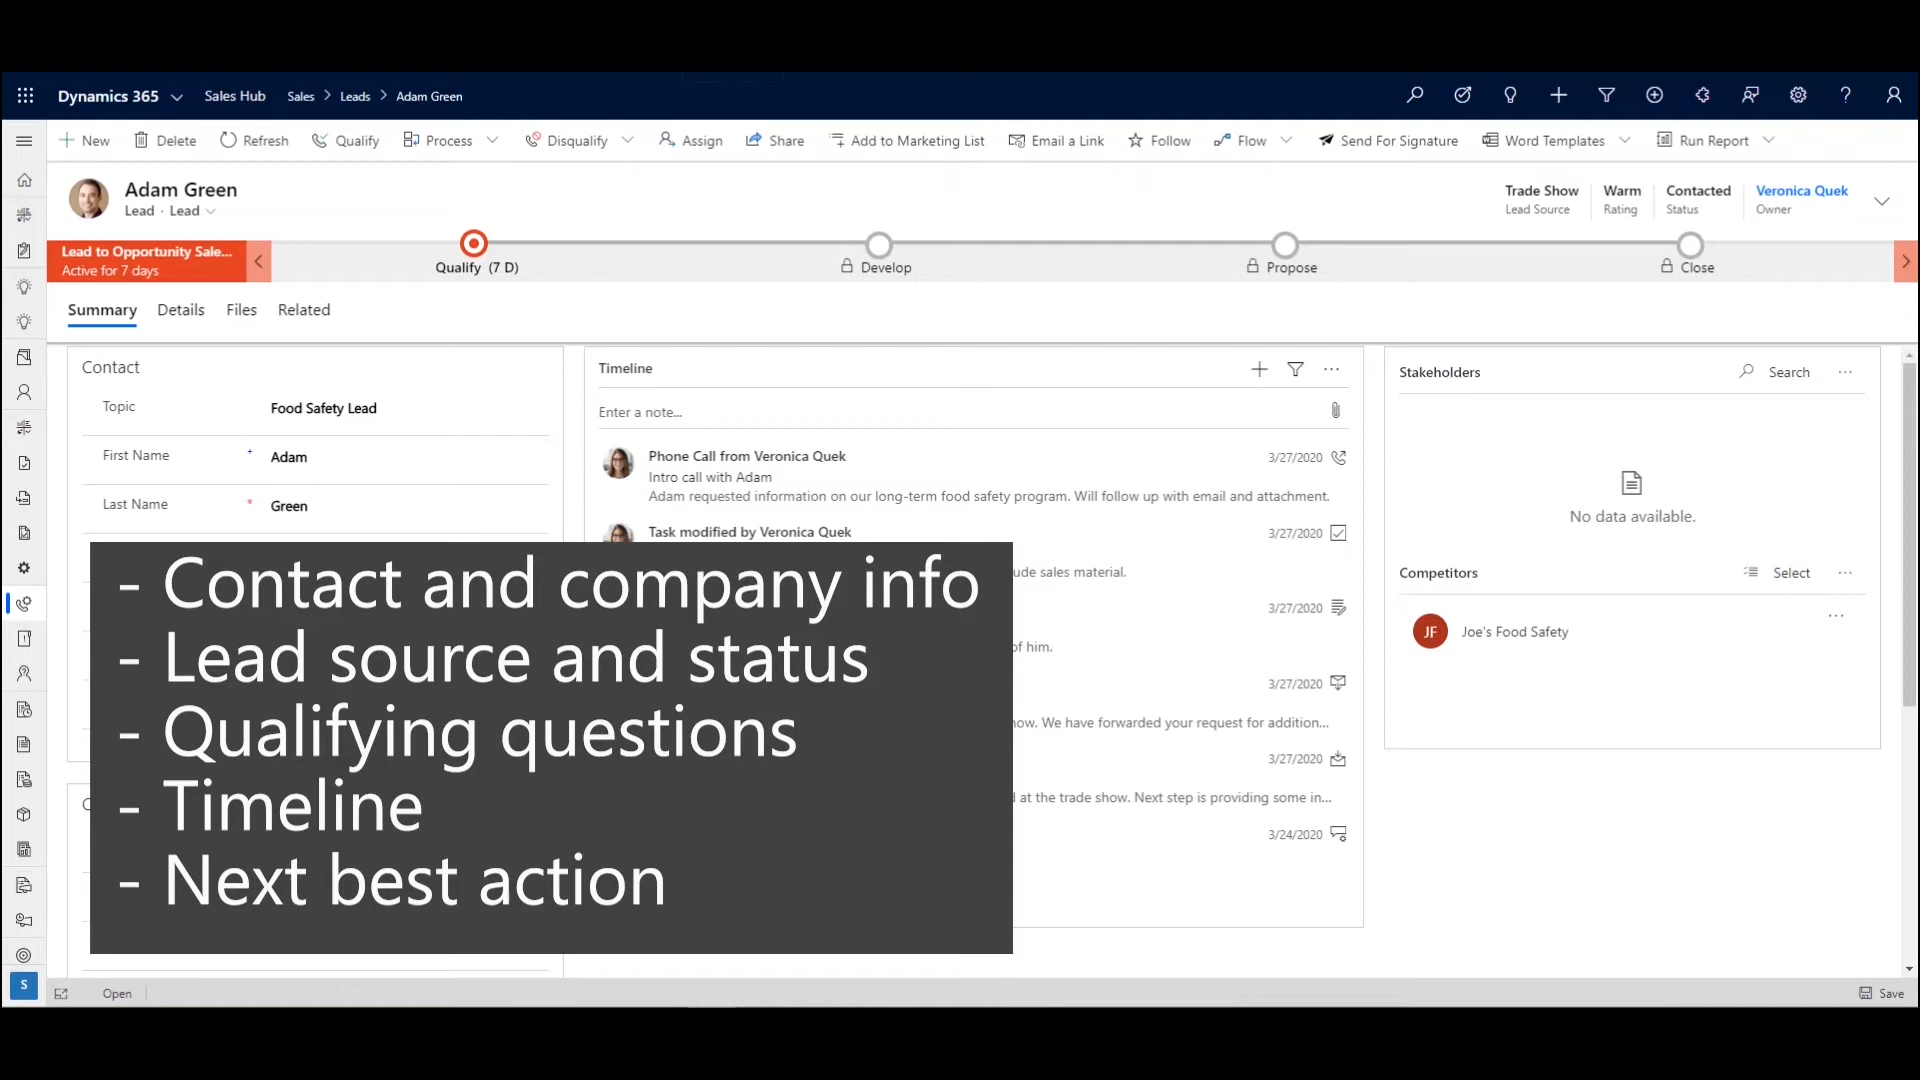 Dynamics 365
Sales Hub
Sales > Leads > Adam Green
New
Delete
Refresh
Qualify
Process
Disqualify
Assign
Share
Add to Marketing List
Email a Link
Follow
Flow
Send For Signature
Word Templates
Run Report
Adam Green
Lead · Lead
Trade Show
Lead Source
Warm
Rating
Contacted
Status
Veronica Quek
Owner
Lead to Opportunity Sale...
Active for 7 days
Qualify (7 D)
Develop
Propose
Close
Summary
Details
Files
Related
Contact
Topic
Food Safety Lead
First Name
Adam
Last Name
*
Green
Timeline
Enter a note...
Phone Call from Veronica Quek
3/27/2020
Intro call with Adam
Adam requested information on our long-term food safety program. Will follow up with email and attachment.
Task modified by Veronica Quek
3/27/2020
ude sales material.
3/27/2020
of him.
3/27/2020
ow. We have forwarded your request for addition...
3/27/2020
at the trade show. Next step is providing some in...
3/24/2020
Stakeholders
Search
No data available.
Competitors
Select
JF
Joe's Food Safety
- Contact and company info
- Lead source and status
- Qualifying questions
- Timeline
- Next best action
S
Open
Save